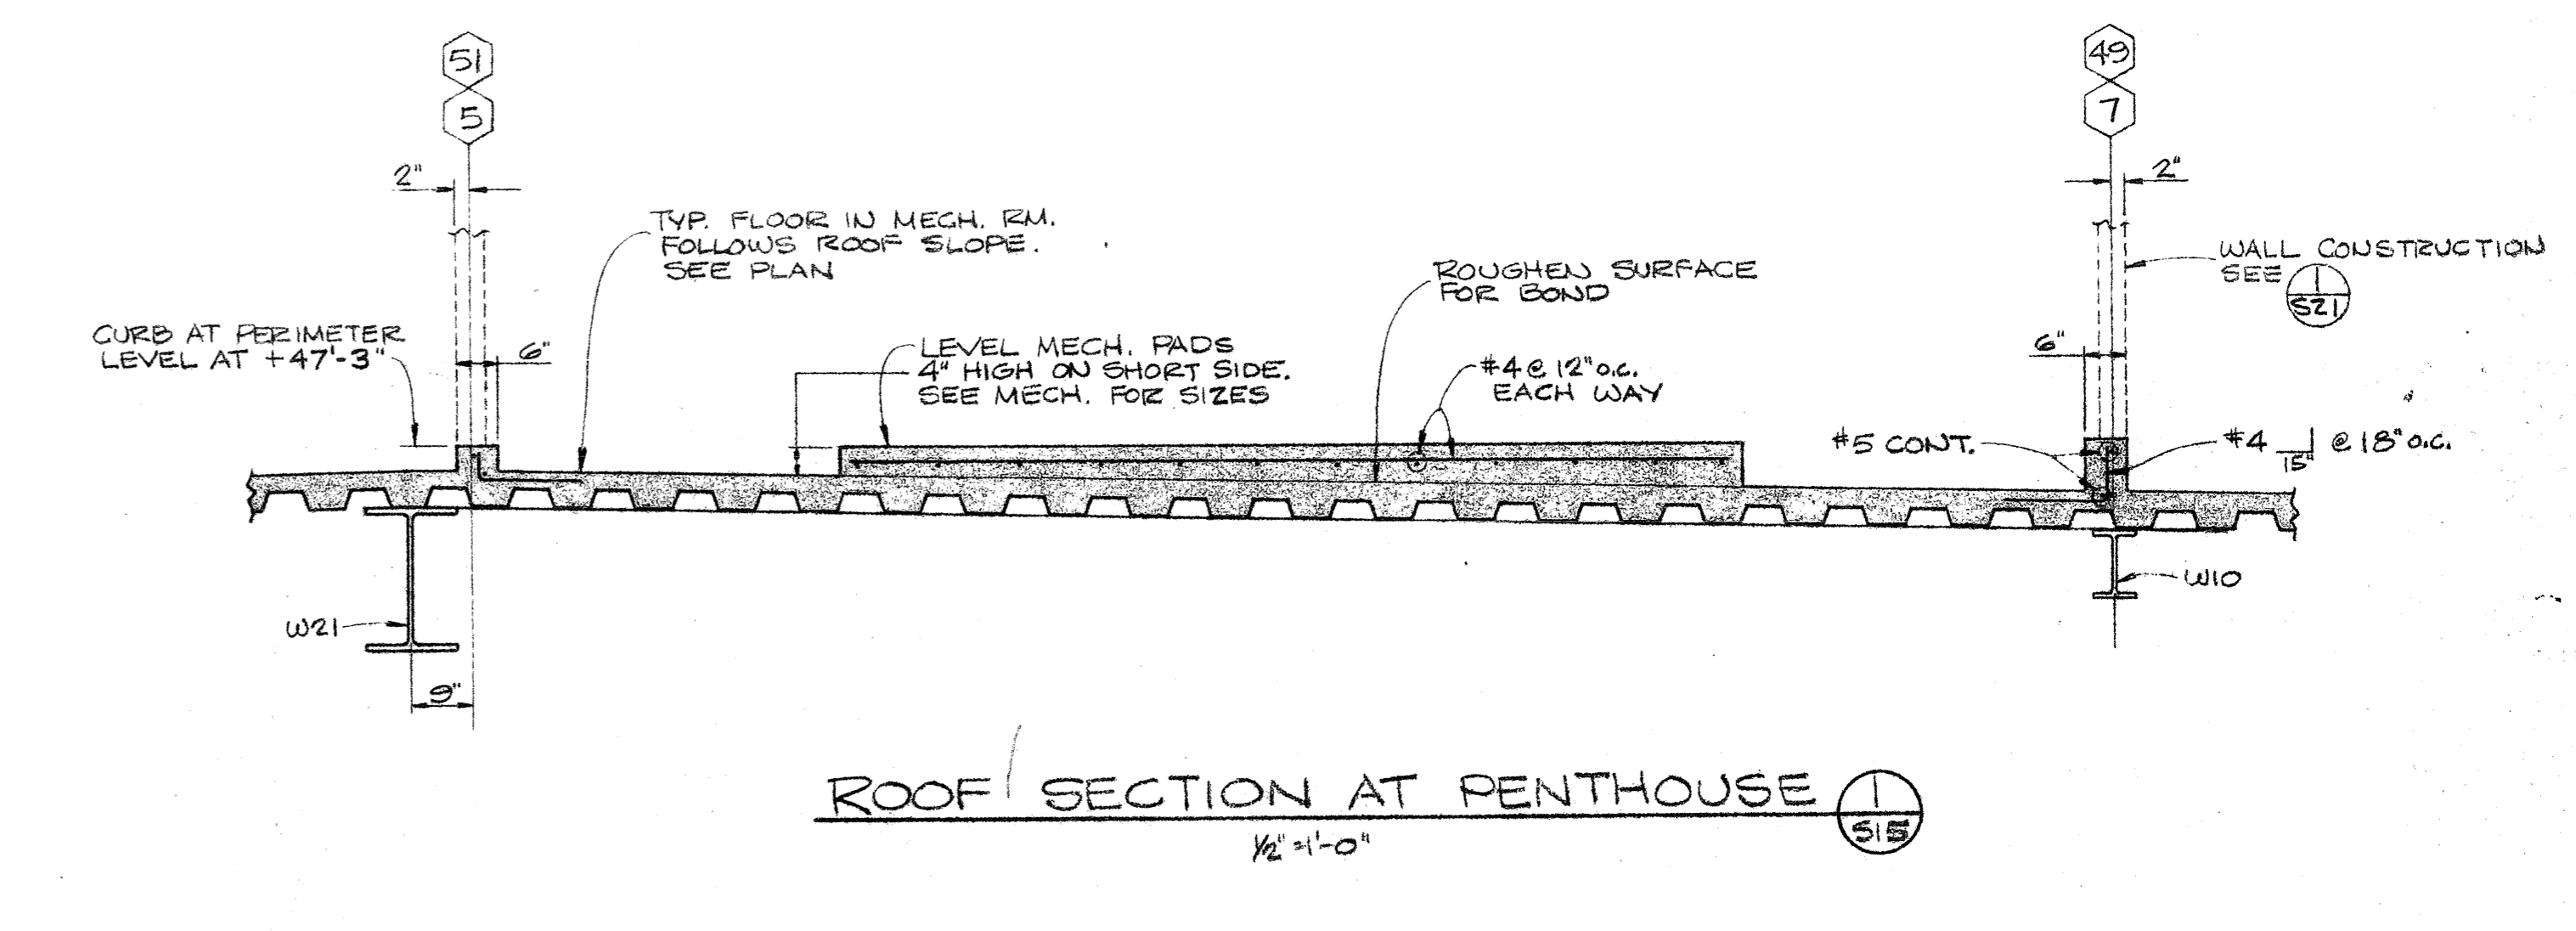 51
5
49
7
2"
2"
TYP. FLOOR IN MECH. RM.
FOLLOWS ROOF SLOPE.
SEE PLAN
WALL CONSTRUCTION
SEE 1
S21
ROUGHEN SURFACE
FOR BOND
CURB AT PERIMETER
LEVEL AT +47'-3"
6"
6"
LEVEL MECH. PADS
4" HIGH ON SHORT SIDE.
SEE MECH. FOR SIZES
#4 @ 12" O.C.
EACH WAY
#5 CONT.
#4 15 @ 18" O.C.
W21
W10
9"
ROOF SECTION AT PENTHOUSE
1
S15
1/2" = 1'-0"